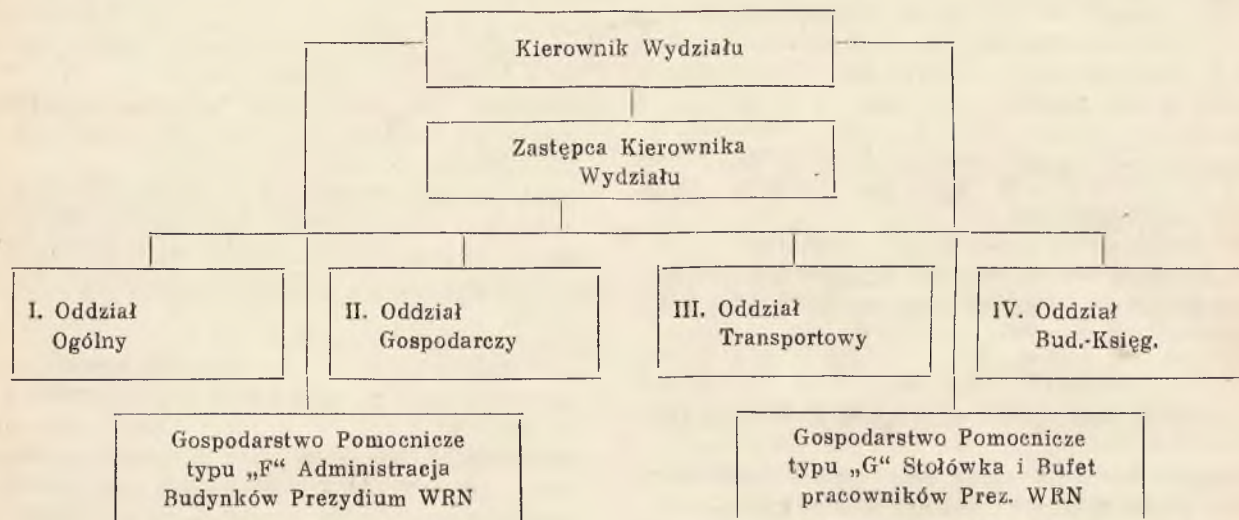 Kierownik Wydziału
Zastępca Kierownika
Wydziału
I. Oddział
Ogólny
II. Oddział
Gospodarczy
III. Oddział
Transportowy
IV. Oddział
Bud.-Księg.
Gospodarstwo Pomocnicze
typu „F“ Administracja
Budynków Prezydium WRN
Gospodarstwo Pomocnicze
typu „G“ Stołówka i Bufet
pracowników Prez. WRN